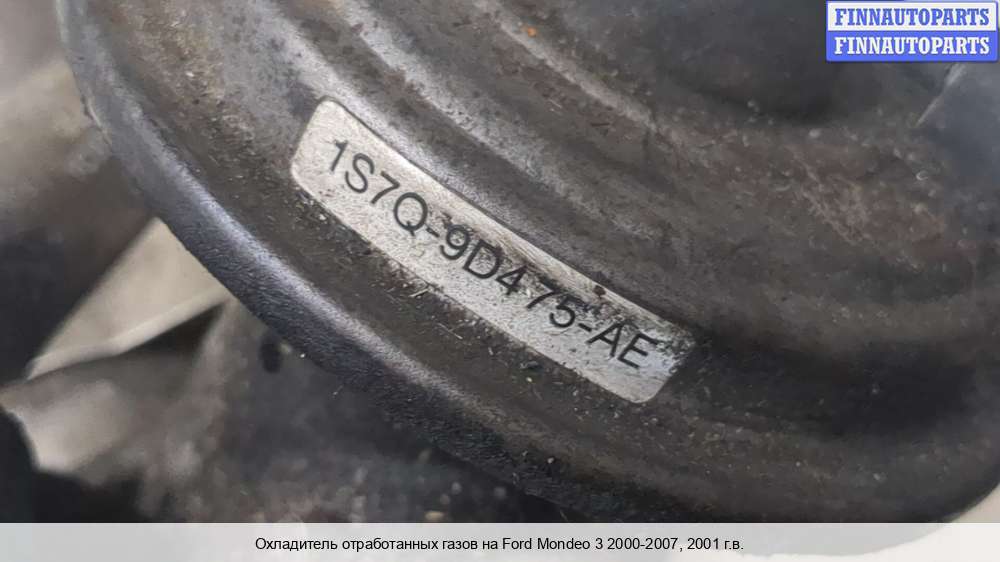 FINNAUTOPARTS
FINNAUTOPARTS
1S7Q-9D475-AE
Охладитель отработанных газов на Ford Mondeo 3 2000-2007, 2001 г.в.